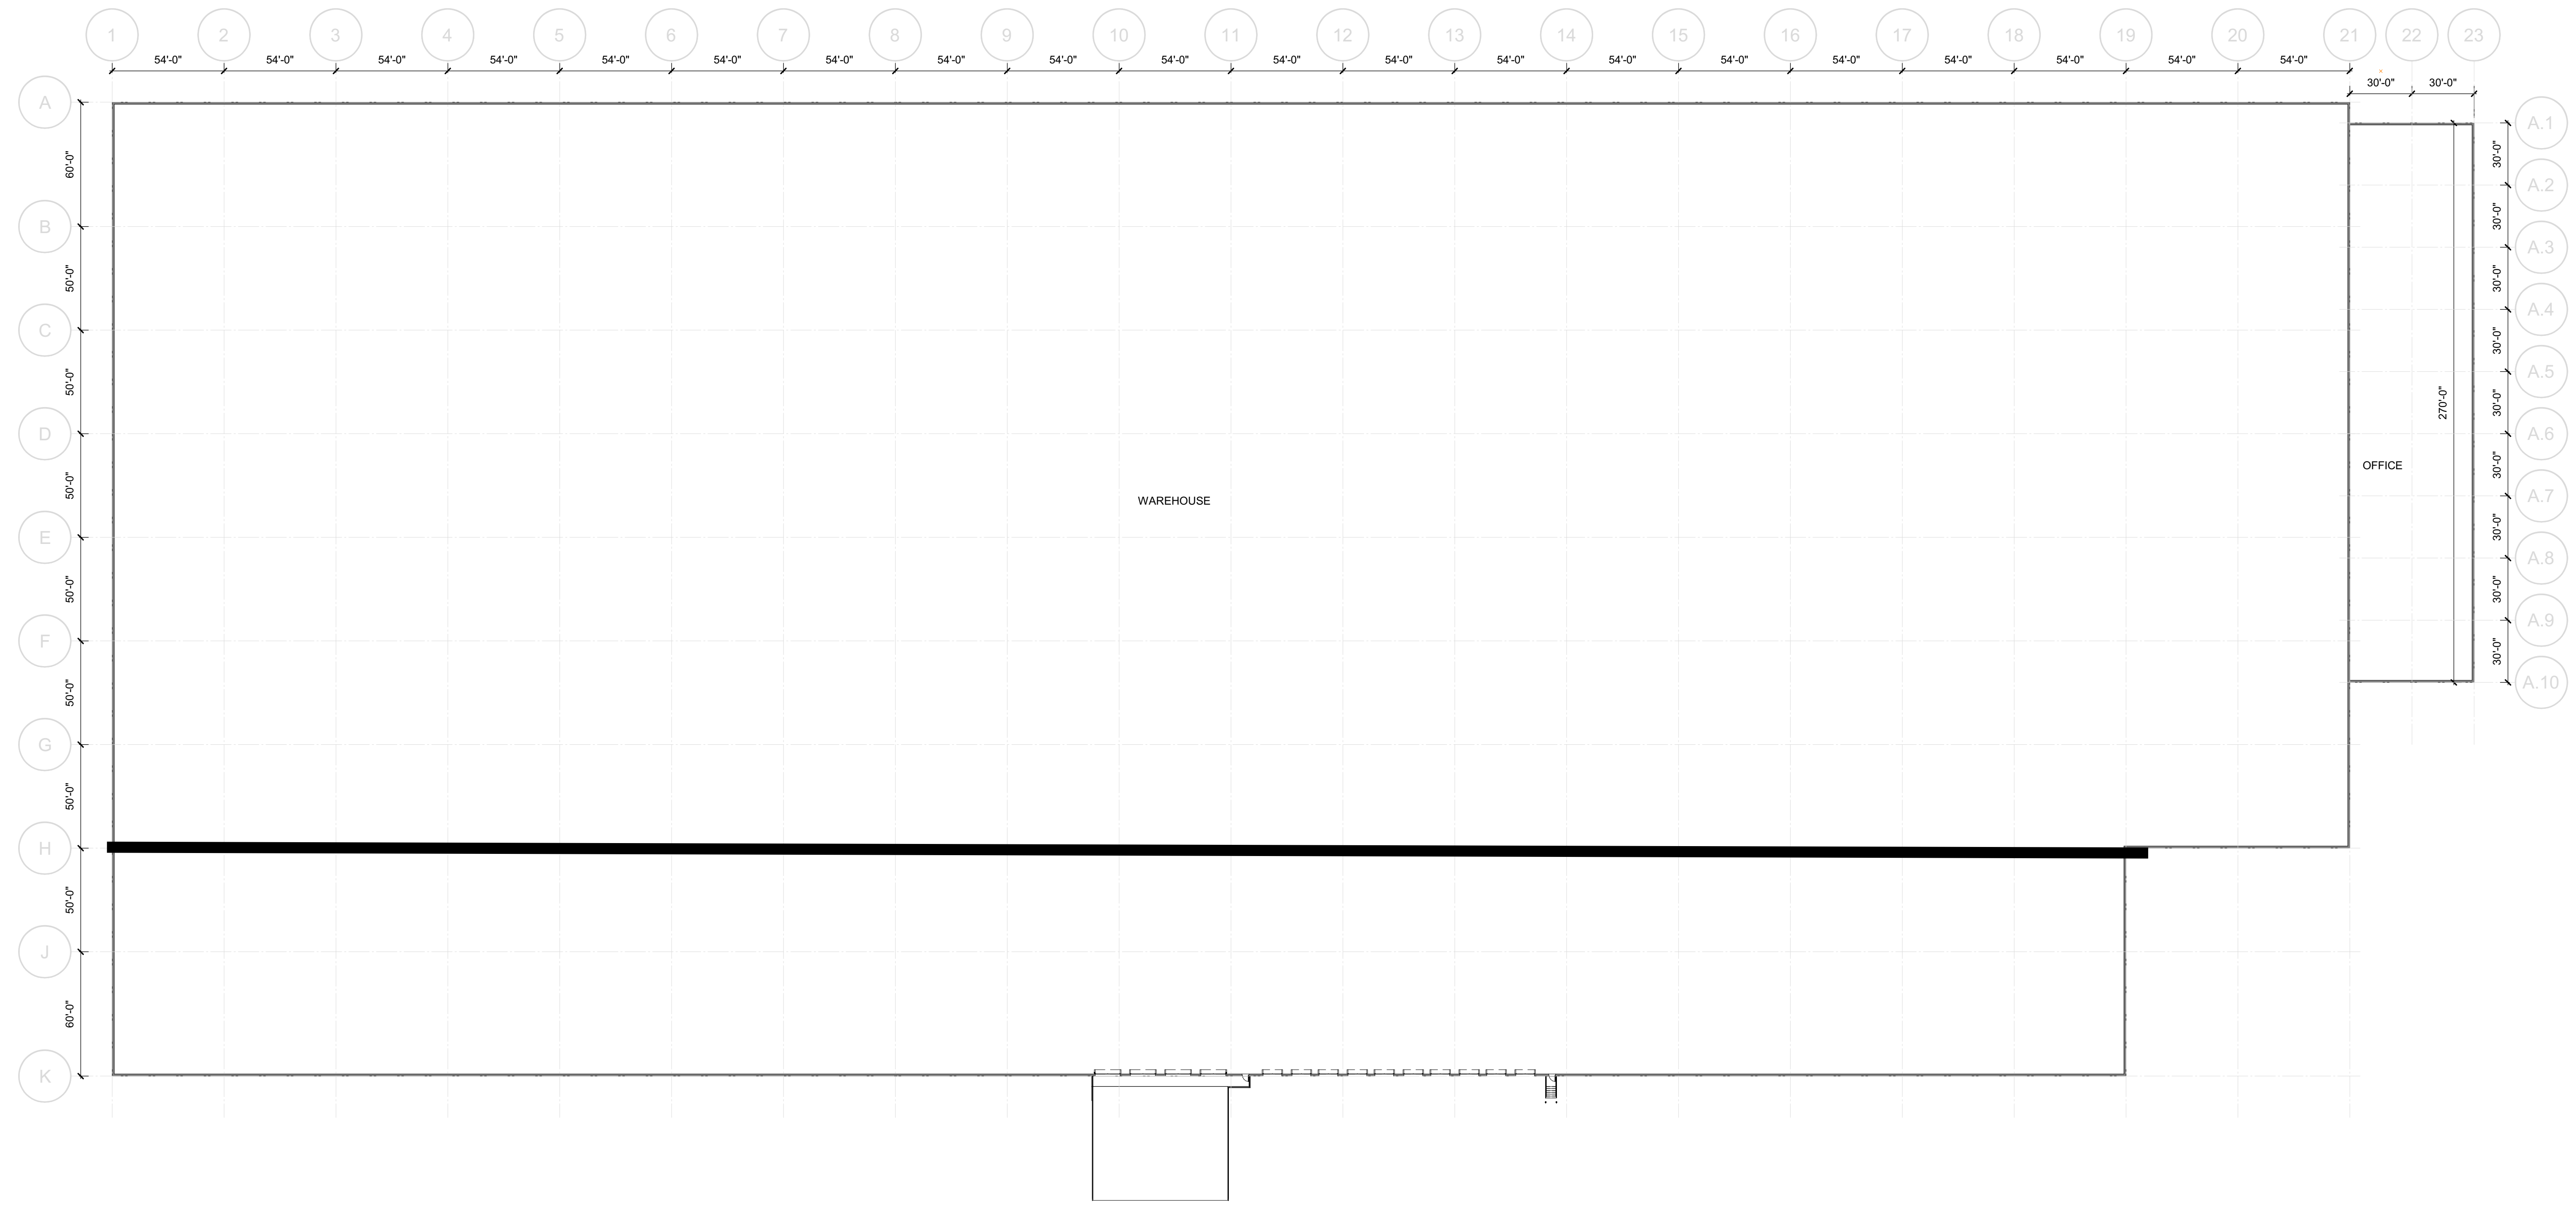 1 2 3 4 5 6 7 8 9 10 11 12 13 14 15 16 17 18 19 20 21 22 23
54'-0" 54'-0" 54'-0" 54'-0" 54'-0" 54'-0" 54'-0" 54'-0" 54'-0" 54'-0" 54'-0" 54'-0" 54'-0" 54'-0" 54'-0" 54'-0" 54'-0" 54'-0" 54'-0" 54'-0"
30'-0" 30'-0"
A
60'-0"
B
50'-0"
C
50'-0"
D
50'-0"
E
50'-0"
F
50'-0"
G
50'-0"
H
50'-0"
J
60'-0"
K
WAREHOUSE
OFFICE
270'-0"
A.1
30'-0"
A.2
30'-0"
A.3
30'-0"
A.4
30'-0"
A.5
30'-0"
A.6
30'-0"
A.7
30'-0"
A.8
30'-0"
A.9
30'-0"
A.10